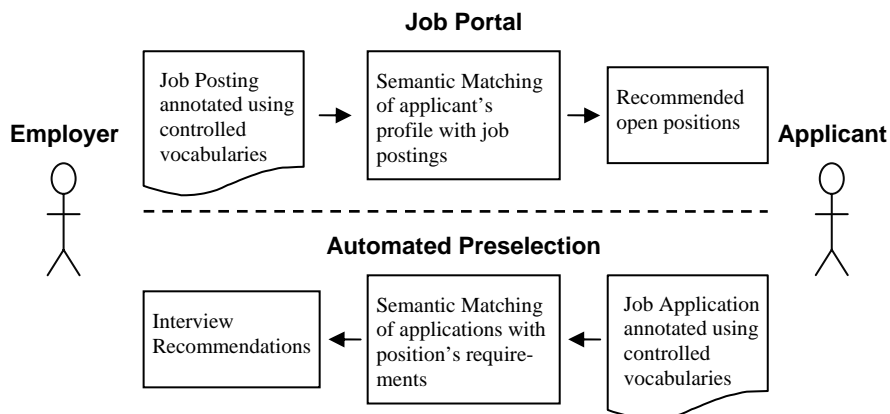 Job Portal
Employer
Job Posting
annotated using
controlled
vocabularies
Semantic Matching
of applicant's
profile with job
postings
Recommended
open positions
Applicant
Automated Preselection
Interview
Recommendations
Semantic Matching
of applications with
position's require-
ments
Job Application
annotated using
controlled
vocabularies